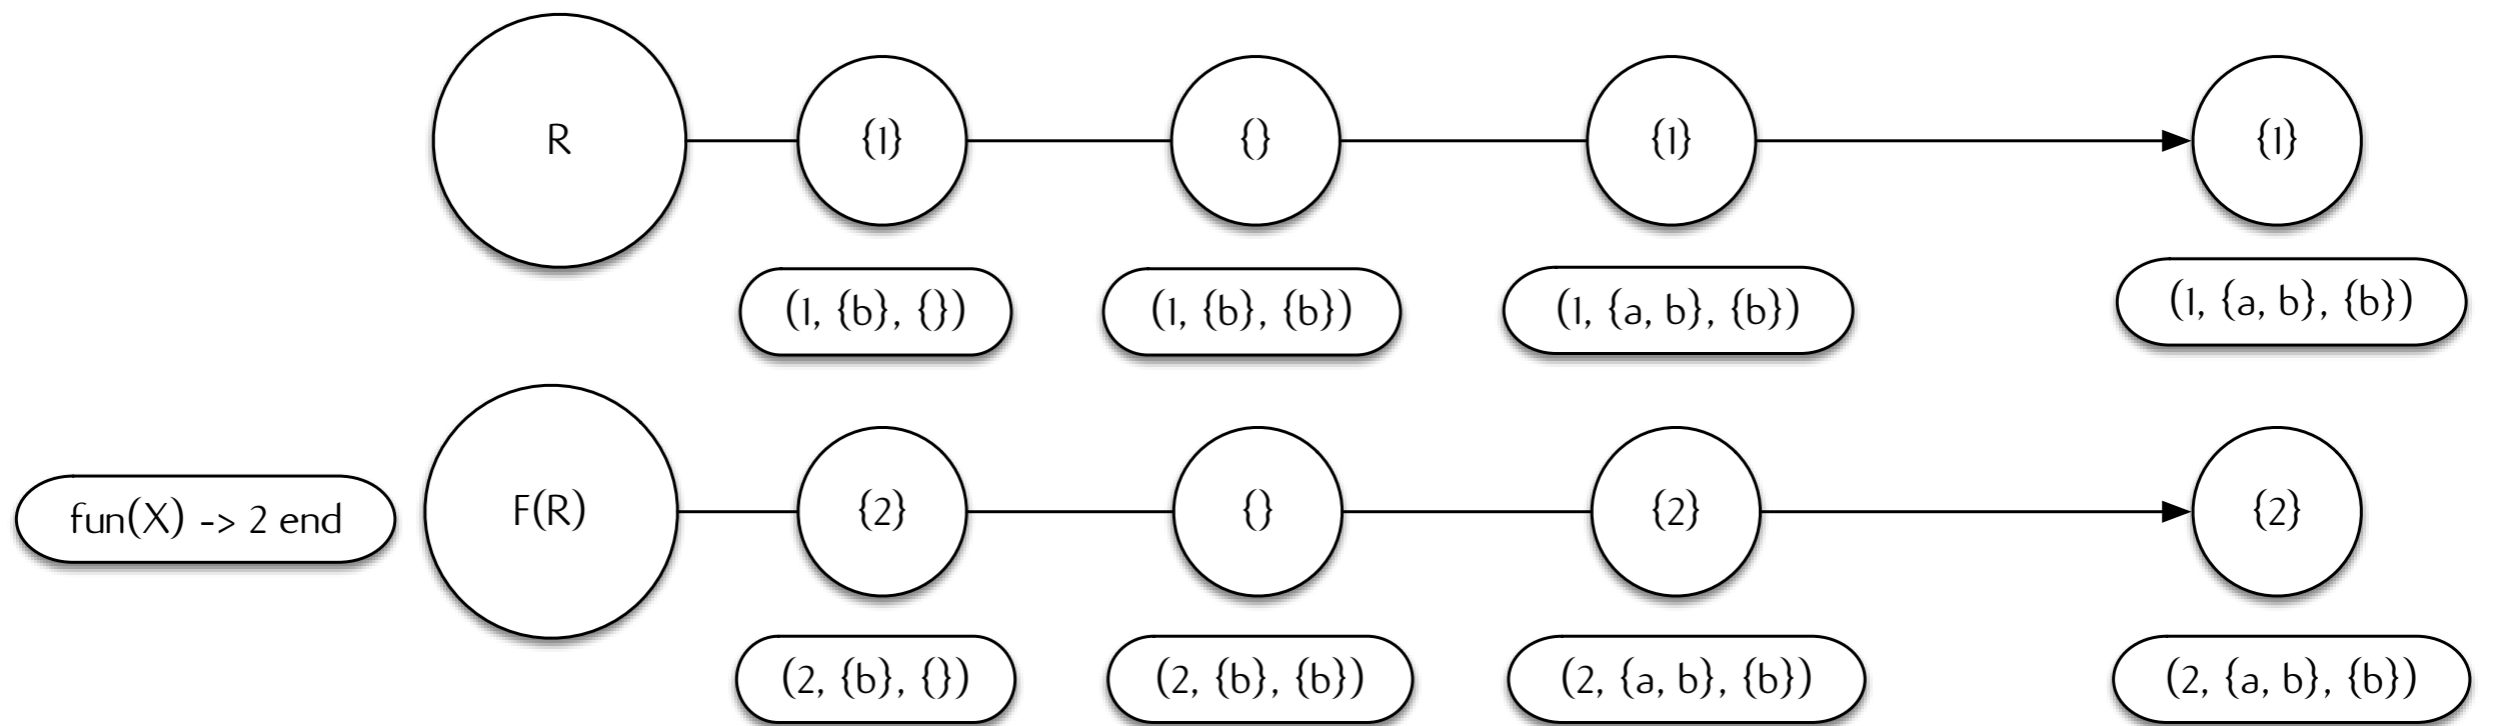 R
{1}
{}
{1}
{1}
(1, {b}, {})
(1, {b}, {b})
(1, {a, b}, {b})
(1, {a, b}, {b})
fun(X) -> 2 end
F(R)
{2}
{}
{2}
{2}
(2, {b}, {})
(2, {b}, {b})
(2, {a, b}, {b})
(2, {a, b}, {b})